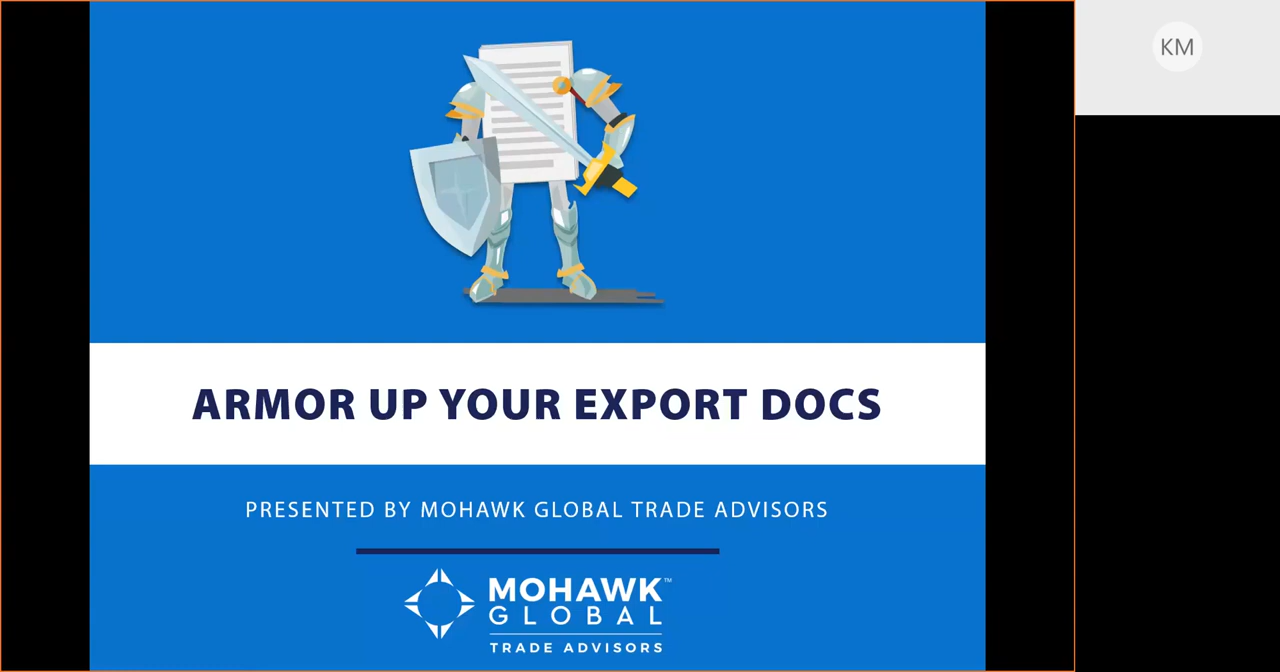 KM
ARMOR UP YOUR EXPORT DOCS
PRESENTED BY MOHAWK GLOBAL TRADE ADVISORS
MOHAWK™
GLOBAL
TRADE ADVISORS